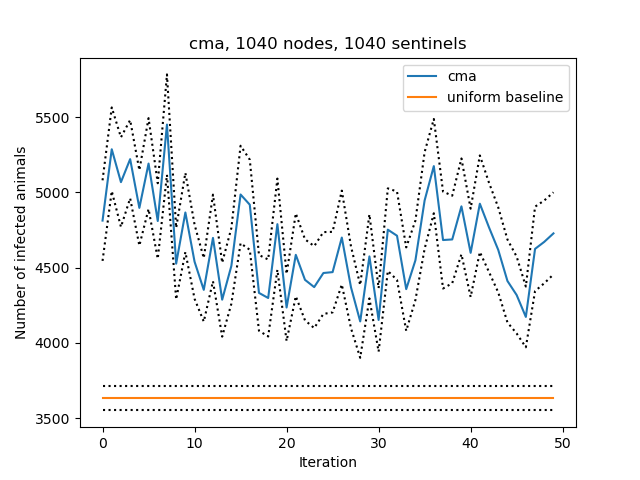 cma, 1040 nodes, 1040 sentinels
cma
uniform baseline
Number of infected animals
5500
5000
4500
4000
3500
0 10 20 30 40 50
Iteration